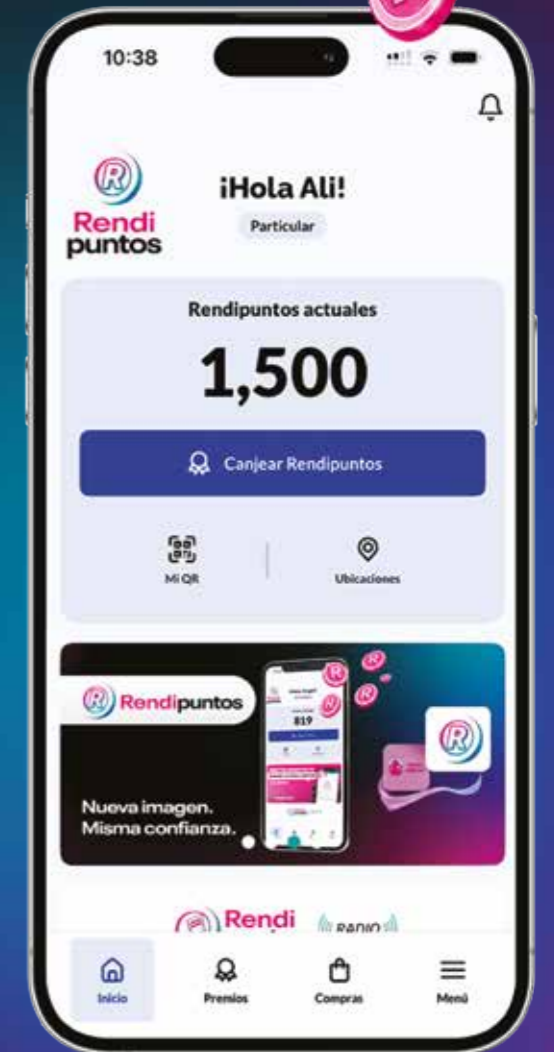 10:38
Rendi
puntos
¡Hola Ali!
Particular
Rendipuntos actuales
1,500
Canjear Rendipuntos
Mi QR
Ubicaciones
Rendipuntos
819
Nueva imagen.
Misma confianza.
Rendi
RADIO
Inicio
Premios
Compras
Menú